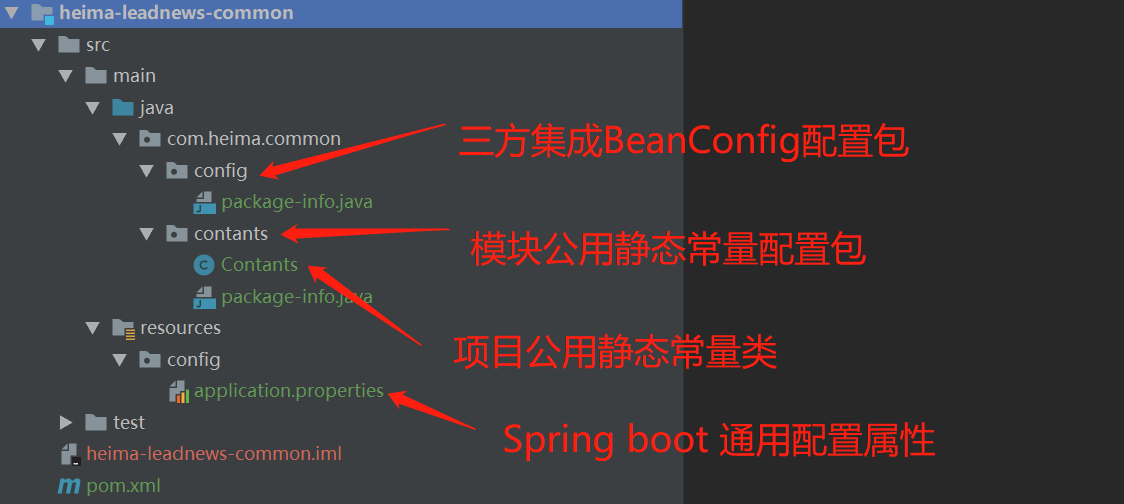 heima-leadnews-common
src
main
java
com.heima.common
三方集成BeanConfig配置包
config
package-info.java
contants
模块公用静态常量配置包
Contants
package-info.java
resources
项目公用静态常量类
config
application.properties
test
Spring boot 通用配置属性
heima-leadnews-common.iml
pom.xml